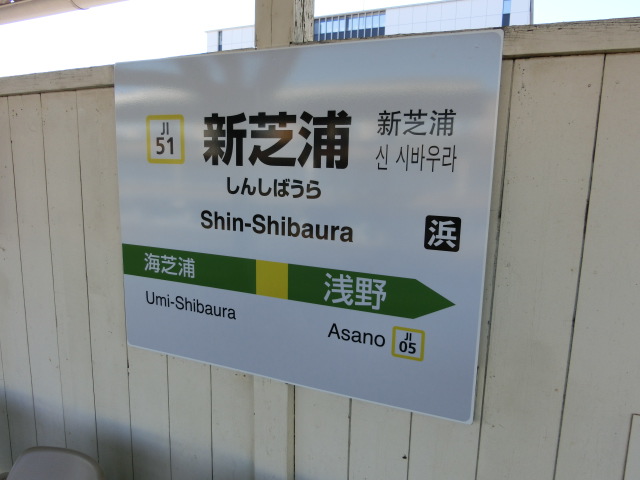 JI
51
新芝浦
新芝浦
신 시바우라
しんしばうら
Shin-Shibaura
浜
海芝浦
浅野
Umi-Shibaura
Asano
JI
05